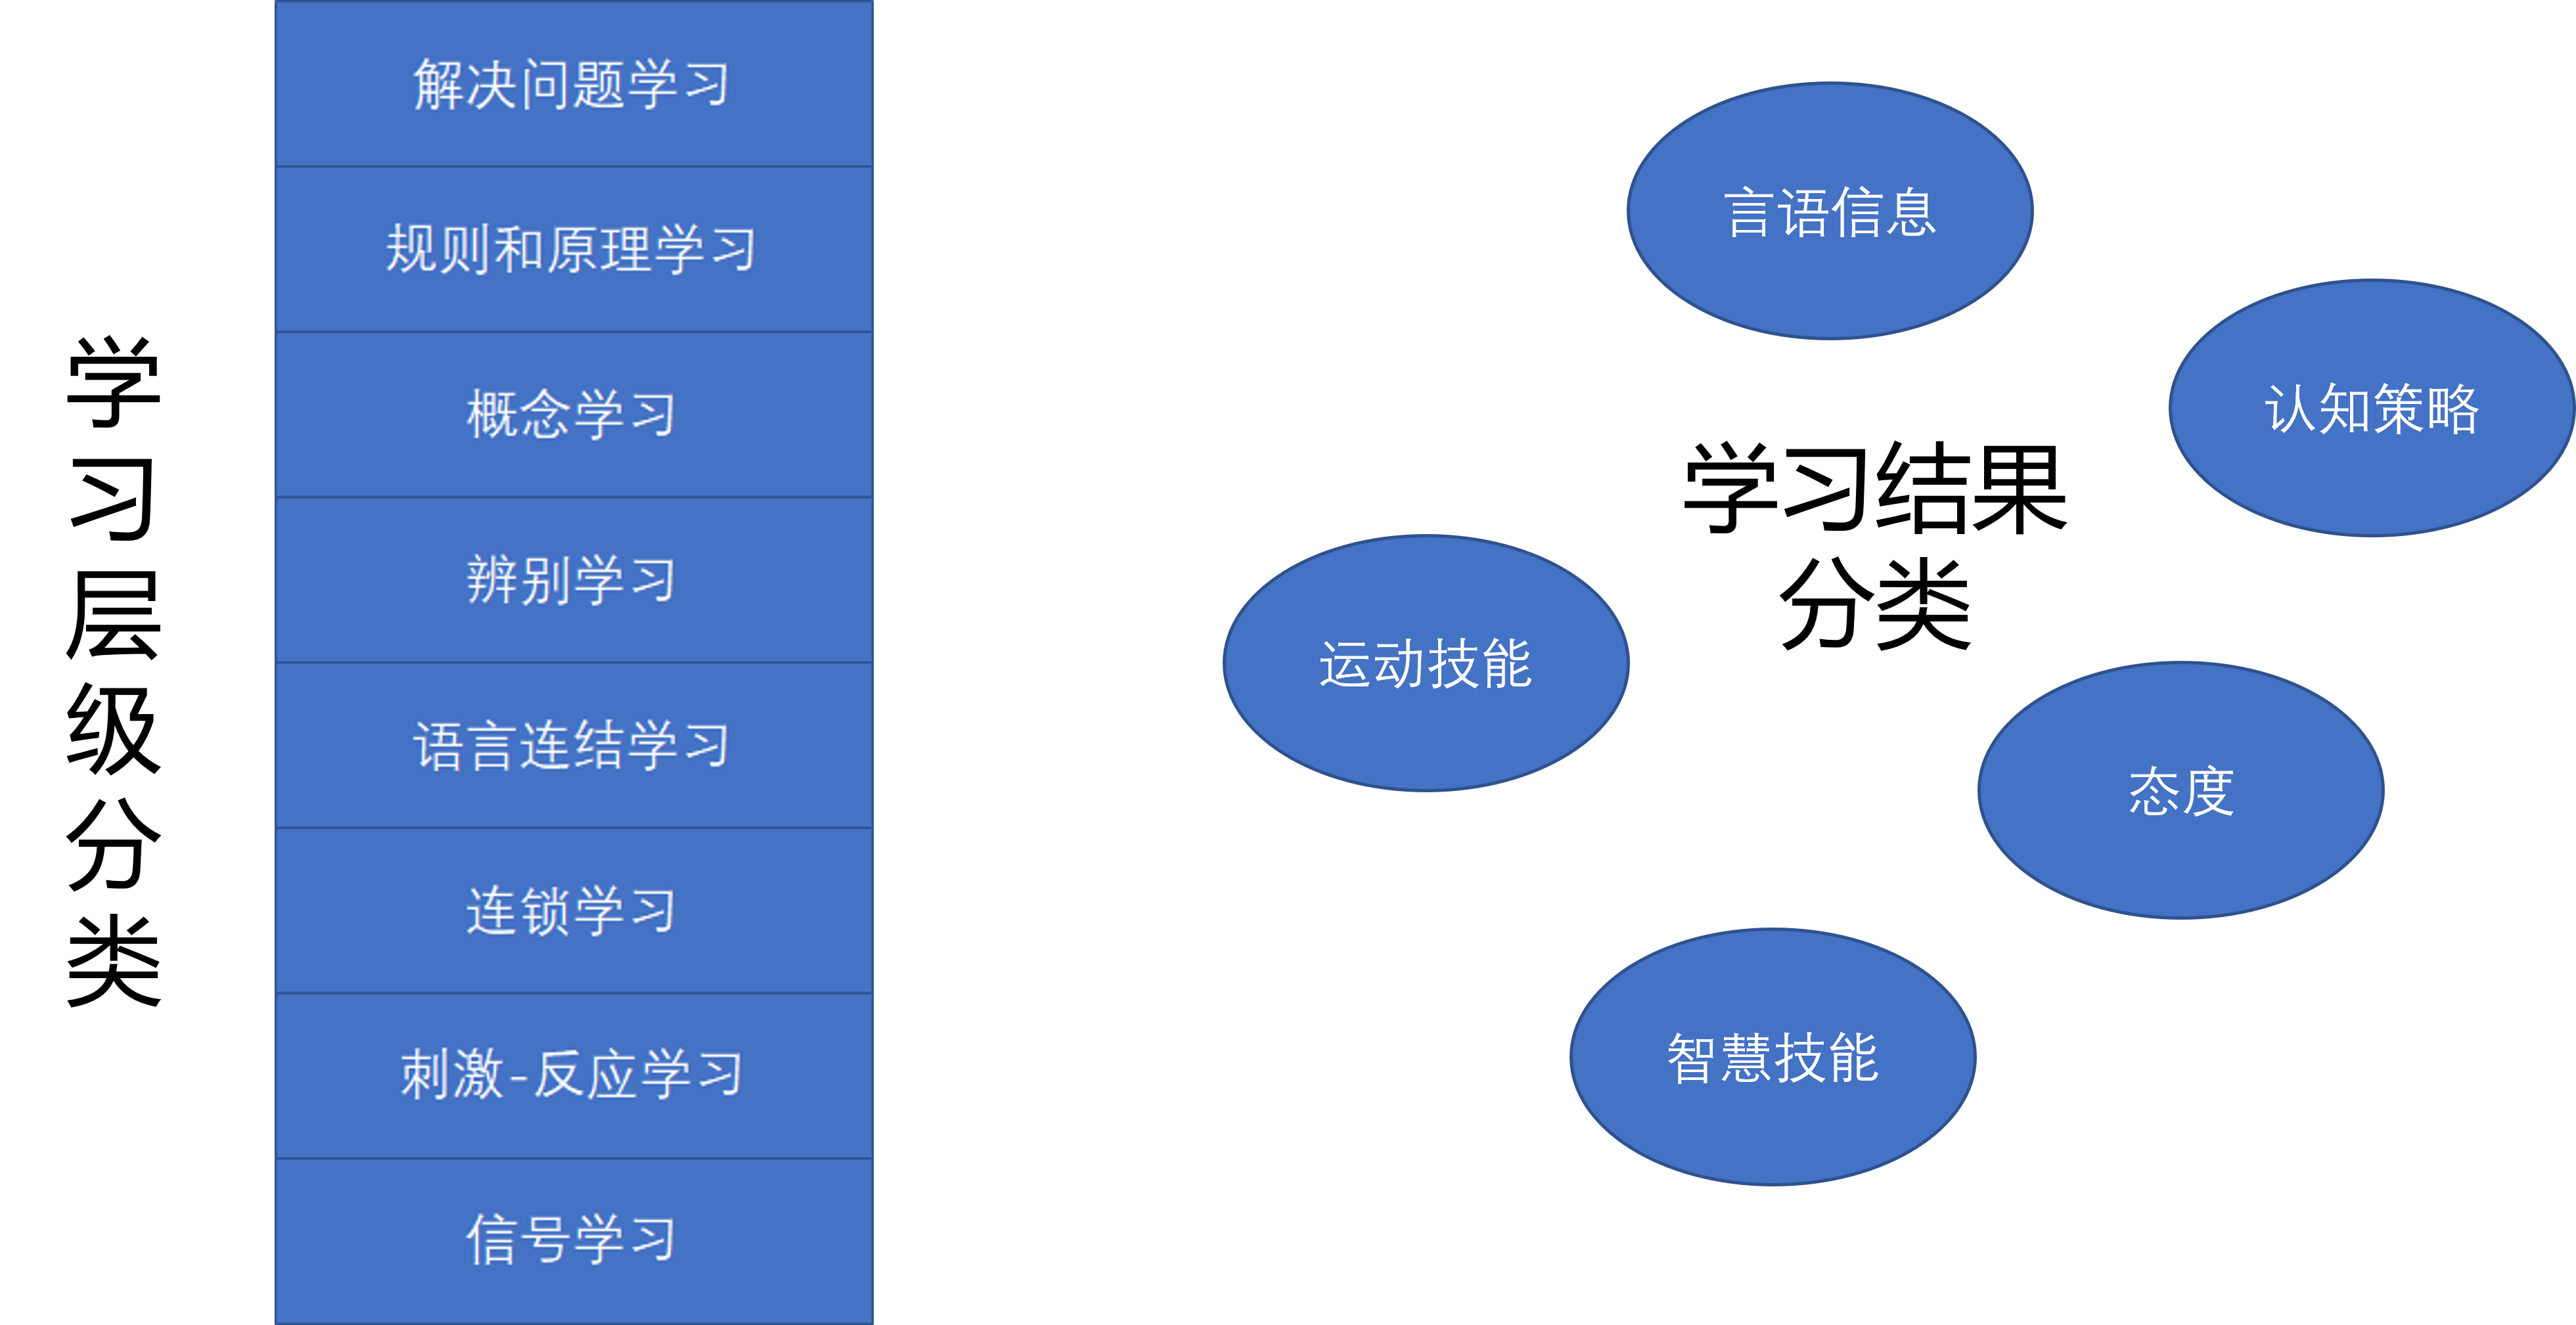 学习层级分类
解决问题学习
规则和原理学习
概念学习
辨别学习
语言连结学习
连锁学习
刺激-反应学习
信号学习
言语信息
认知策略
学习结果
分类
运动技能
态度
智慧技能